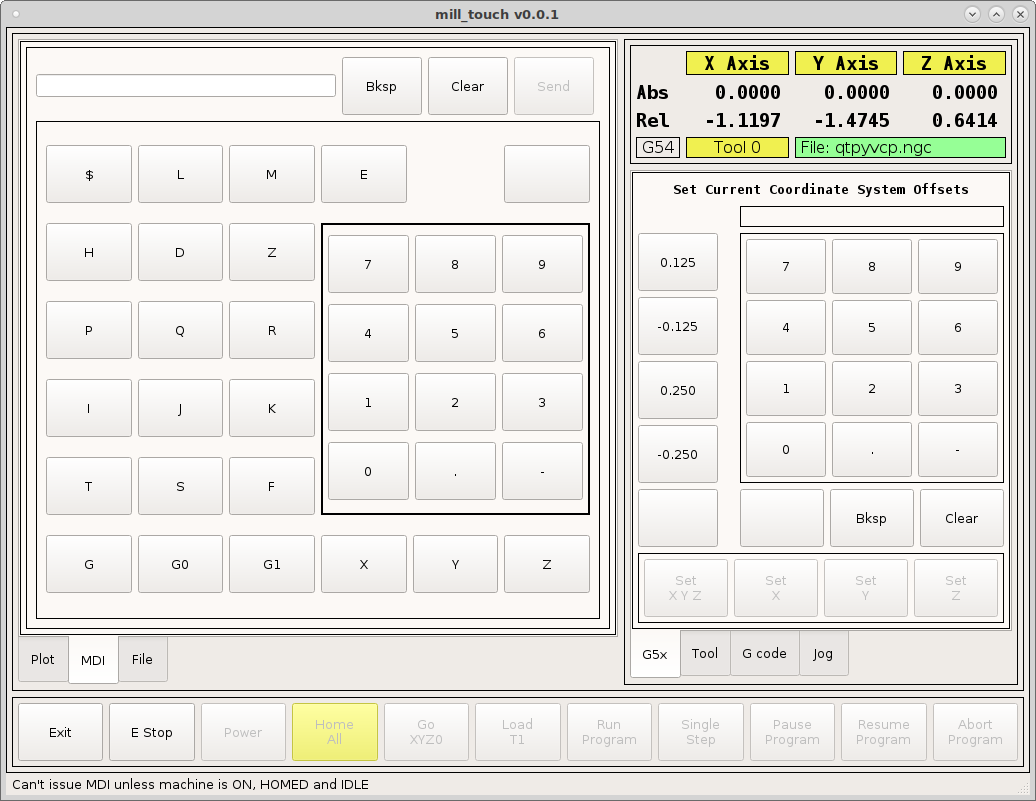 mill_touch v0.0.1
Bksp
Clear
Send
$
L
M
E
H
D
Z
P
Q
R
I
J
K
T
S
F
7
8
9
4
5
6
1
2
3
0
.
-
G
G0
G1
X
Y
Z
Plot
MDI
File
X Axis Y Axis Z Axis
Abs 0.0000 0.0000 0.0000
Rel -1.1197 -1.4745 0.6414
G54 Tool 0 File: qtpyvcp.ngc
Set Current Coordinate System Offsets
0.125
-0.125
0.250
-0.250
7
8
9
4
5
6
1
2
3
0
.
-
Bksp
Clear
Set
X Y Z
Set
X
Set
Y
Set
Z
G5x
Tool
G code
Jog
Exit
E Stop
Power
Home
All
Go
XYZ0
Load
T1
Run
Program
Single
Step
Pause
Program
Resume
Program
Abort
Program
Can't issue MDI unless machine is ON, HOMED and IDLE